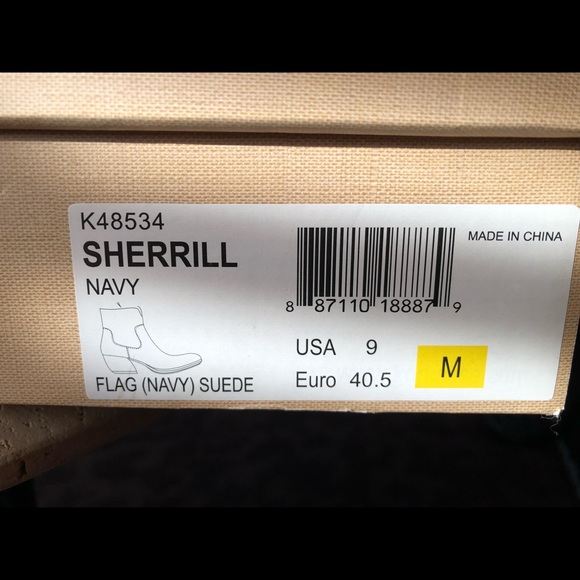 K48534
SHERRILL
NAVY
FLAG (NAVY) SUEDE
8 87110 18887 9
MADE IN CHINA
USA 9
Euro 40.5
M